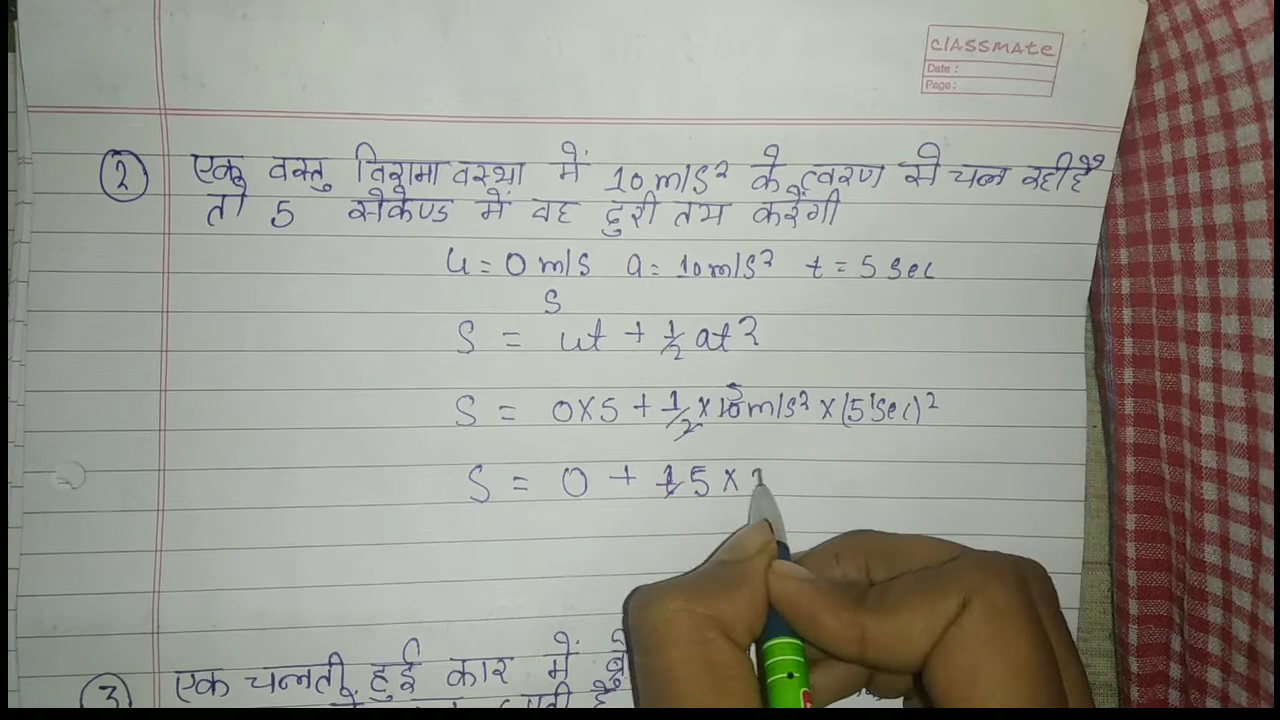 classmate
Date :
Page :
② एक वस्तु विरामावस्था में 10 m/s² के त्वरण से चल रही है
तो 5 सेकेण्ड में वह दुरी तय करेंगी
u = 0 m/s a = 10 m/s² t = 5 sec
S
S = ut + 1/2 at²
S = 0×5 + 1/2 × 10 m/s² × (5 sec)²
S = 0 + 5 ×
③ एक चलती हुई कार में